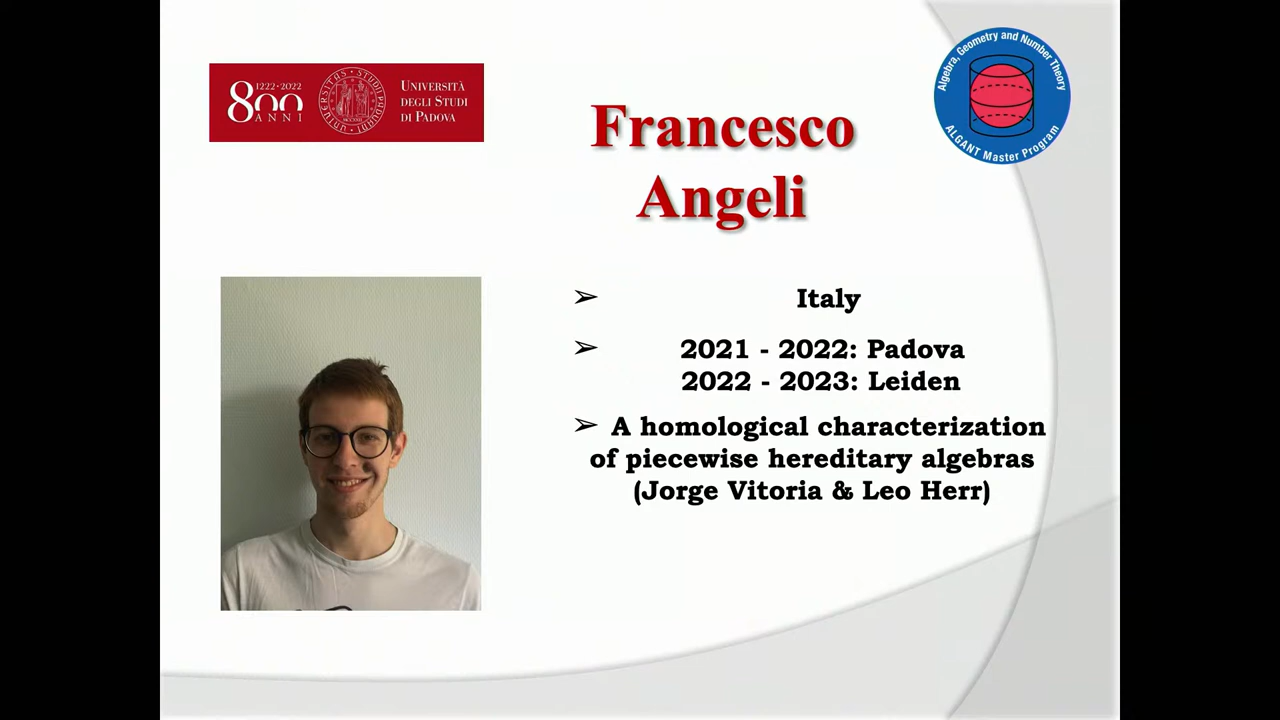 800
1222·2022
ANNI
UNIVERSITÀ
DEGLI STUDI
DI PADOVA
Algebra, Geometry and Number Theory
ALGANT Master Program
Francesco
Angeli
➢ Italy
➢ 2021 - 2022: Padova
2022 - 2023: Leiden
➢ A homological characterization
of piecewise hereditary algebras
(Jorge Vitoria & Leo Herr)